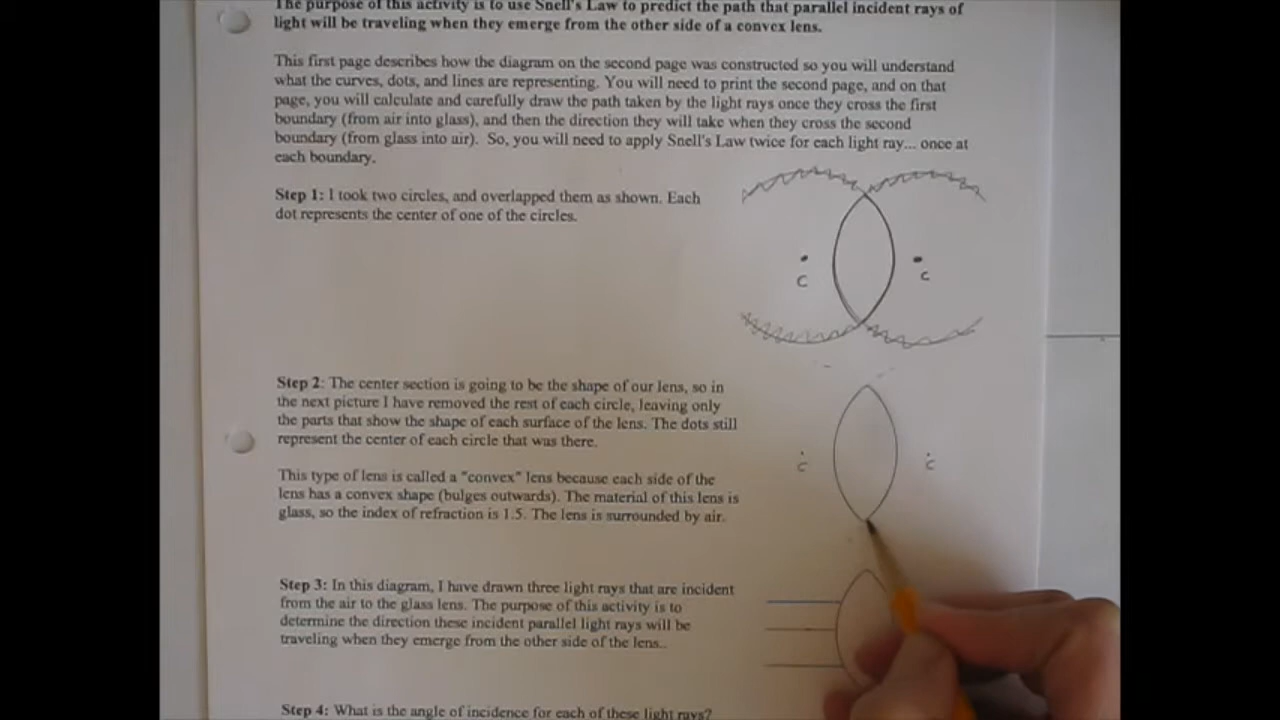 The purpose of this activity is to use Snell's Law to predict the path that parallel incident rays of
light will be traveling when they emerge from the other side of a convex lens.
This first page describes how the diagram on the second page was constructed so you will understand
what the curves, dots, and lines are representing. You will need to print the second page, and on that
page, you will calculate and carefully draw the path taken by the light rays once they cross the first
boundary (from air into glass), and then the direction they will take when they cross the second
boundary (from glass into air). So, you will need to apply Snell's Law twice for each light ray... once at
each boundary.
Step 1: I took two circles, and overlapped them as shown. Each
dot represents the center of one of the circles.
C
C
Step 2: The center section is going to be the shape of our lens, so in
the next picture I have removed the rest of each circle, leaving only
the parts that show the shape of each surface of the lens. The dots still
represent the center of each circle that was there.
C
C
This type of lens is called a "convex" lens because each side of the
lens has a convex shape (bulges outwards). The material of this lens is
glass, so the index of refraction is 1.5. The lens is surrounded by air.
Step 3: In this diagram, I have drawn three light rays that are incident
from the air to the glass lens. The purpose of this activity is to
determine the direction these incident parallel light rays will be
traveling when they emerge from the other side of the lens..
Step 4: What is the angle of incidence for each of these light rays?